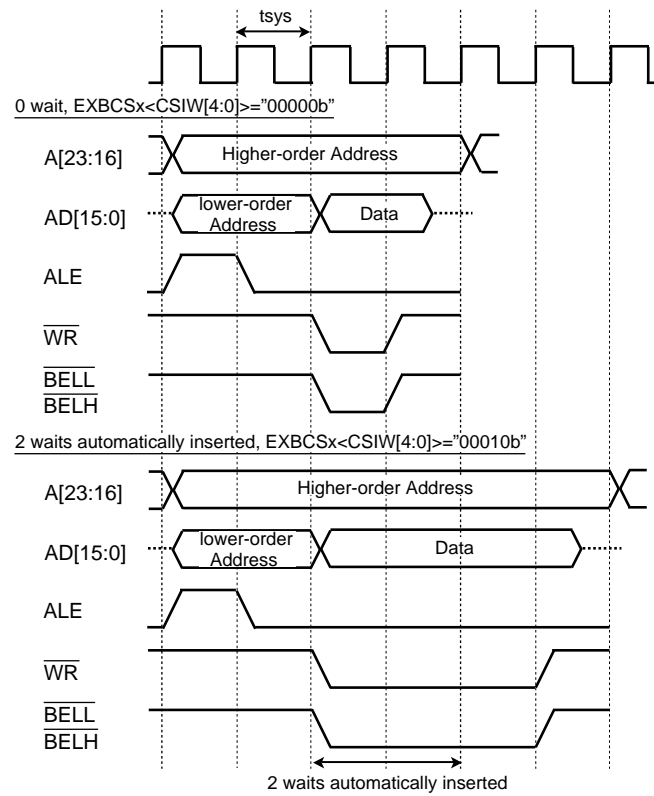 tsys
0 wait, EXBCSx<CSIW[4:0]>="00000b"
A[23:16]
Higher-order Address
AD[15:0]
lower-order
Address
Data
ALE
WR
BELL
BELH
2 waits automatically inserted, EXBCSx<CSIW[4:0]>="00010b"
A[23:16]
Higher-order Address
AD[15:0]
lower-order
Address
Data
ALE
WR
BELL
BELH
2 waits automatically inserted